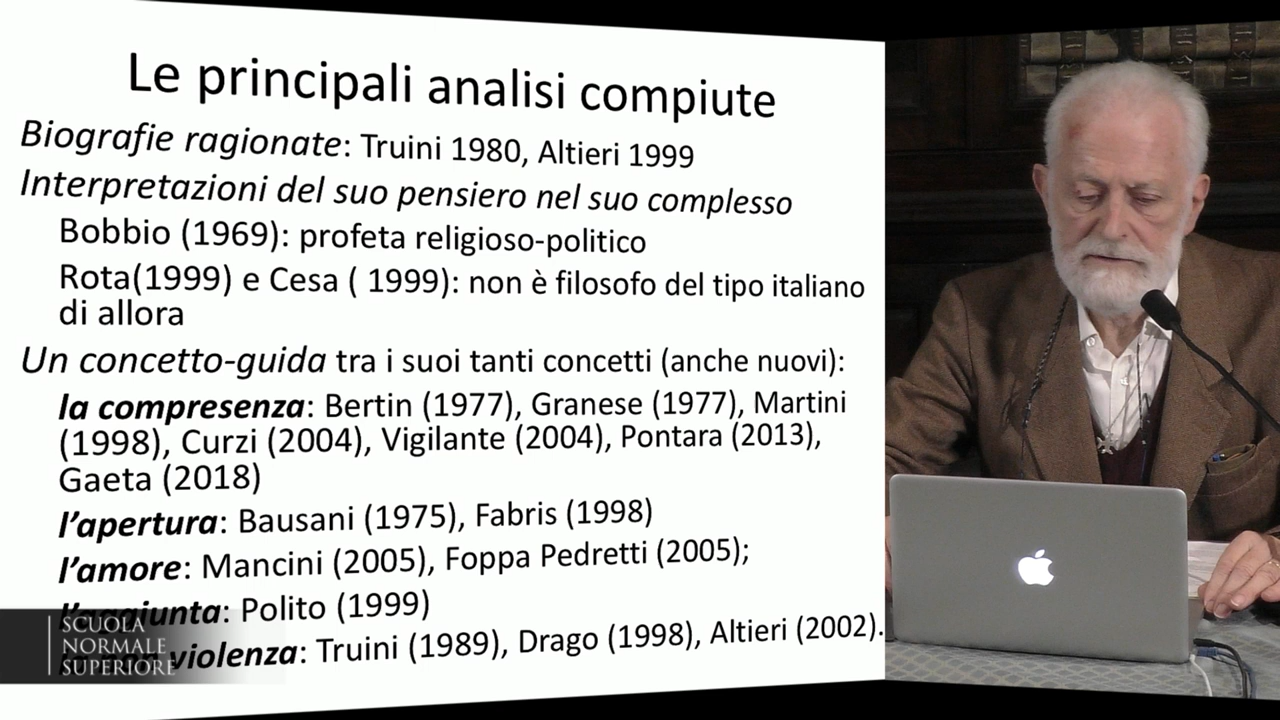 Le principali analisi compiute
Biografie ragionate: Truini 1980, Altieri 1999
Interpretazioni del suo pensiero nel suo complesso
Bobbio (1969): profeta religioso-politico
Rota(1999) e Cesa ( 1999): non è filosofo del tipo italiano
di allora
Un concetto-guida tra i suoi tanti concetti (anche nuovi):
la compresenza: Bertin (1977), Granese (1977), Martini
(1998), Curzi (2004), Vigilante (2004), Pontara (2013),
Gaeta (2018)
l'apertura: Bausani (1975), Fabris (1998)
l'amore: Mancini (2005), Foppa Pedretti (2005);
l'aggiunta: Polito (1999)
violenza: Truini (1989), Drago (1998), Altieri (2002).
SCUOLA
NORMALE
SUPERIORE